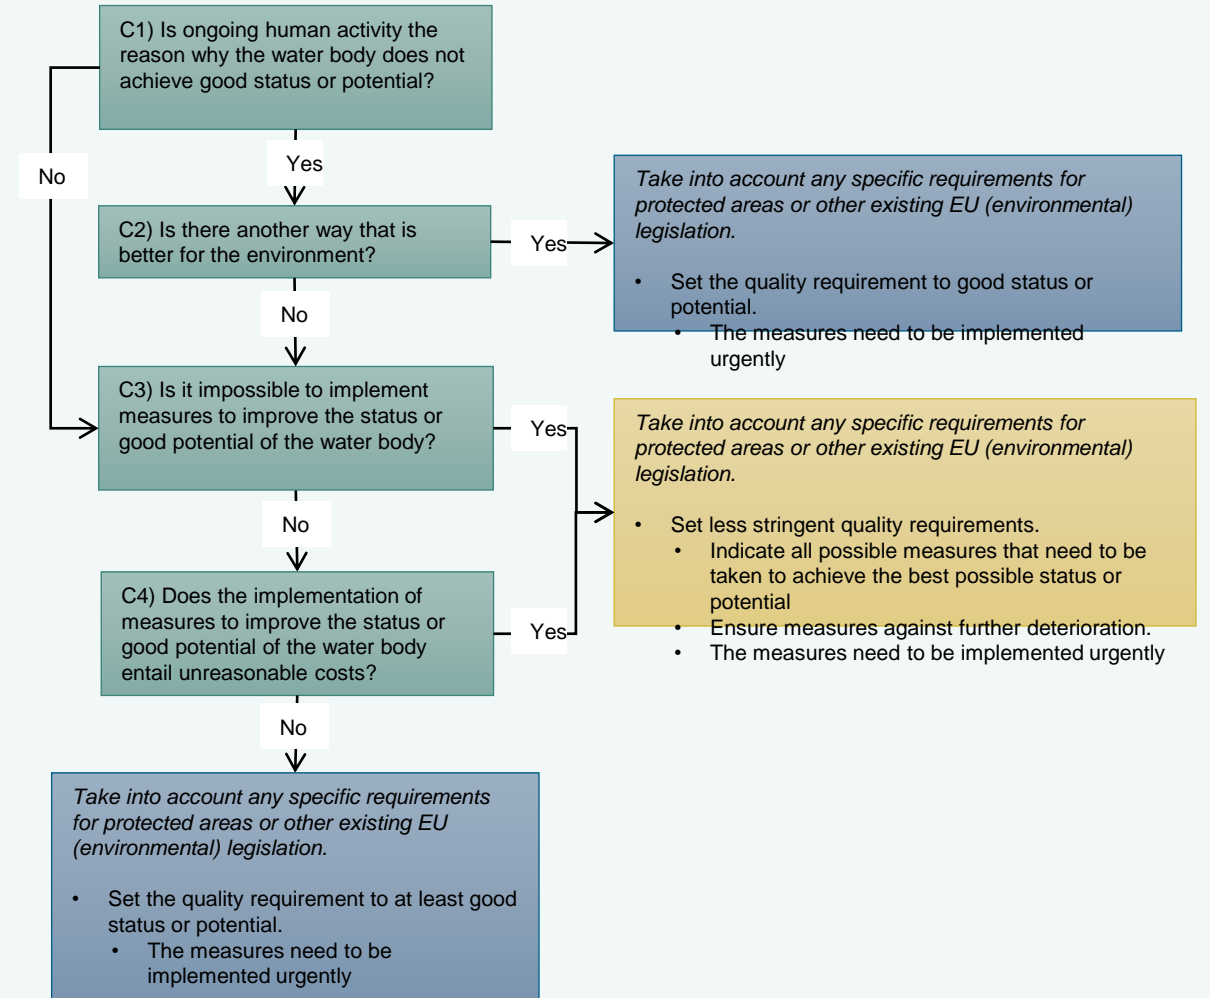 C1) Is ongoing human activity the
reason why the water body does not
achieve good status or potential?
No
Yes
C2) Is there another way that is
better for the environment?
Yes
Take into account any specific requirements for
protected areas or other existing EU (environmental)
legislation.
• Set the quality requirement to good status or
potential.
• The measures need to be implemented
urgently
No
C3) Is it impossible to implement
measures to improve the status or
good potential of the water body?
Yes
Take into account any specific requirements for
protected areas or other existing EU (environmental)
legislation.
• Set less stringent quality requirements.
• Indicate all possible measures that need to be
taken to achieve the best possible status or
potential
• Ensure measures against further deterioration.
• The measures need to be implemented urgently
No
C4) Does the implementation of
measures to improve the status or
good potential of the water body
entail unreasonable costs?
Yes
No
Take into account any specific requirements
for protected areas or other existing EU
(environmental) legislation.
• Set the quality requirement to at least good
status or potential.
• The measures need to be
implemented urgently